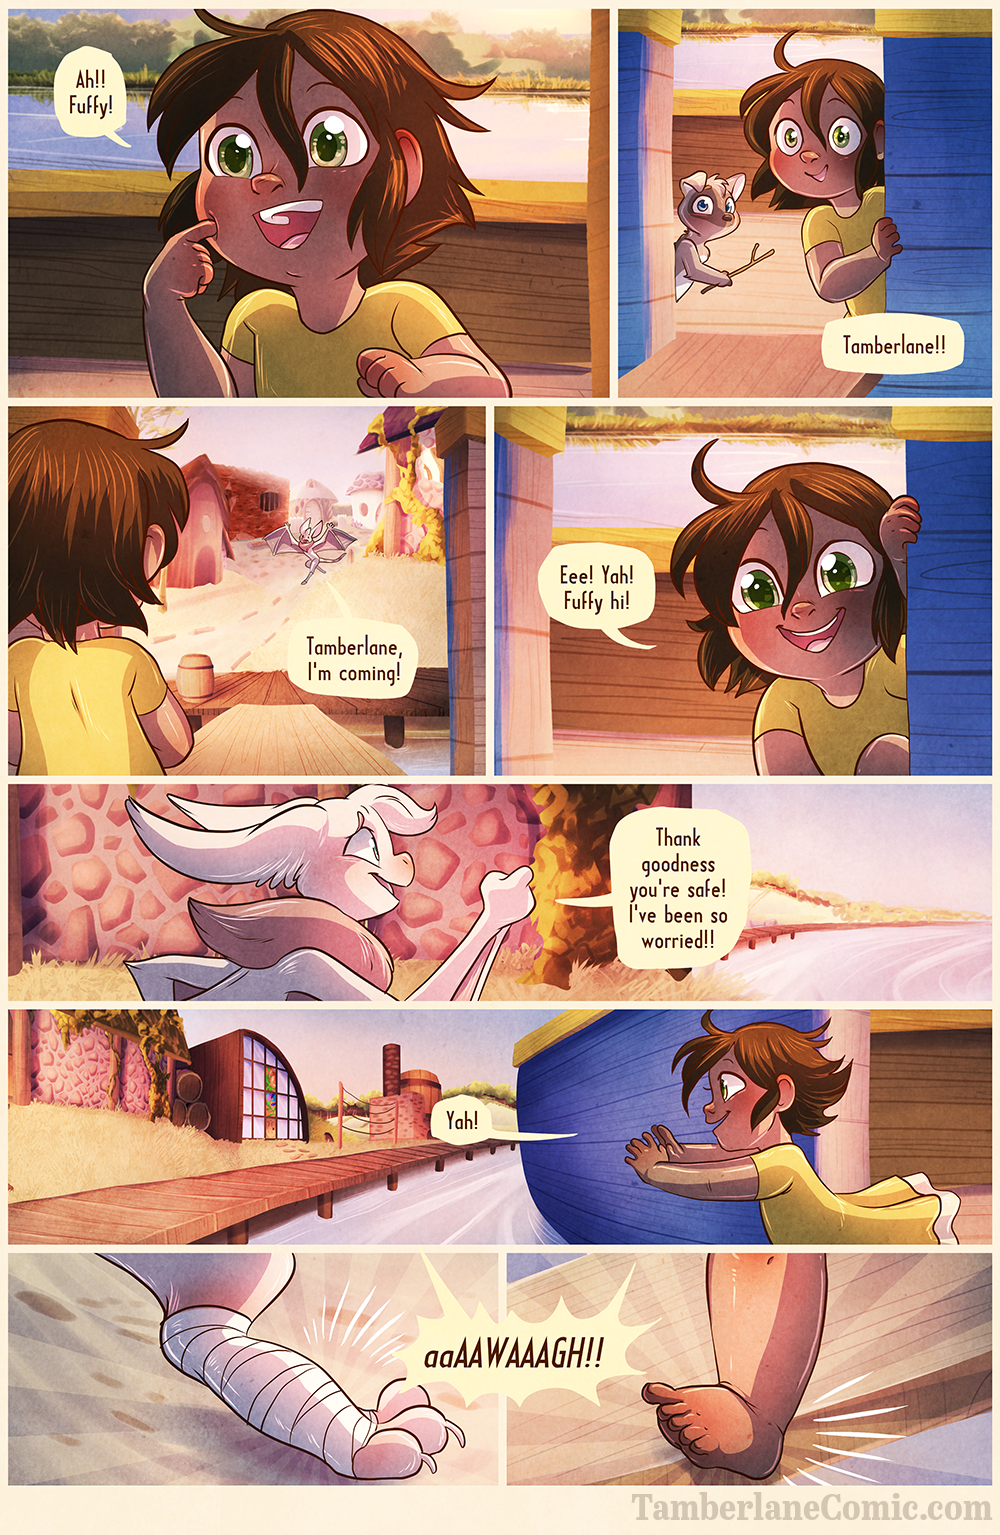 Ah!!
Fuffy!
Tamberlane!!
Tamberlane,
I'm coming!
Eee! Yah!
Fuffy hi!
Thank
goodness
you're safe!
I've been so
worried!!
Yah!
aaAAWAAAGH!!
TamberlaneComic.com